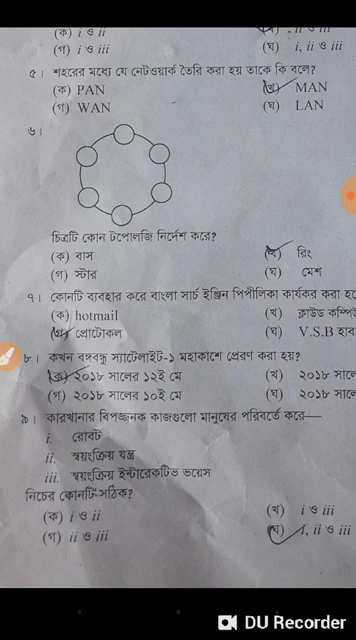 (ক) i ও ii
(গ) i ও iii (ঘ) i, ii ও iii
৫। শহরের মধ্যে যে নেটওয়ার্ক তৈরি করা হয় তাকে কি বলে?
(ক) PAN (খ) MAN
(গ) WAN (ঘ) LAN
৬।
চিত্রটি কোন টপোলজি নির্দেশ করে?
(ক) বাস (খ) রিং
(গ) স্টার (ঘ) মেশ
৭। কোনটি ব্যবহার করে বাংলা সার্চ ইঞ্জিন পিপীলিকা কার্যকর করা
(ক) hotmail (খ) ক্লাউড
(গ) প্রোটোকল (ঘ) V.S.B হাব
৮। কখন বঙ্গবন্ধু স্যাটেলাইট-১ মহাকাশে প্রেরণ করা হয়?
(ক) ২০১৮ সালের ১২ই মে (খ) ২০১৮
(গ) ২০১৮ সালের ১০ই মে (ঘ) ২০১৮
৯। কারখানার বিপজ্জনক কাজগুলো মানুষের পরিবর্তে করে—
i. রোবট
ii. স্বয়ংক্রিয় যন্ত্র
iii. স্বয়ংক্রিয় ইন্টারেকটিভ ভয়েস
নিচের কোনটি সঠিক?
(ক) i ও ii (খ) i ও iii
(গ) ii ও iii (ঘ) i, ii ও iii
DU Recorder